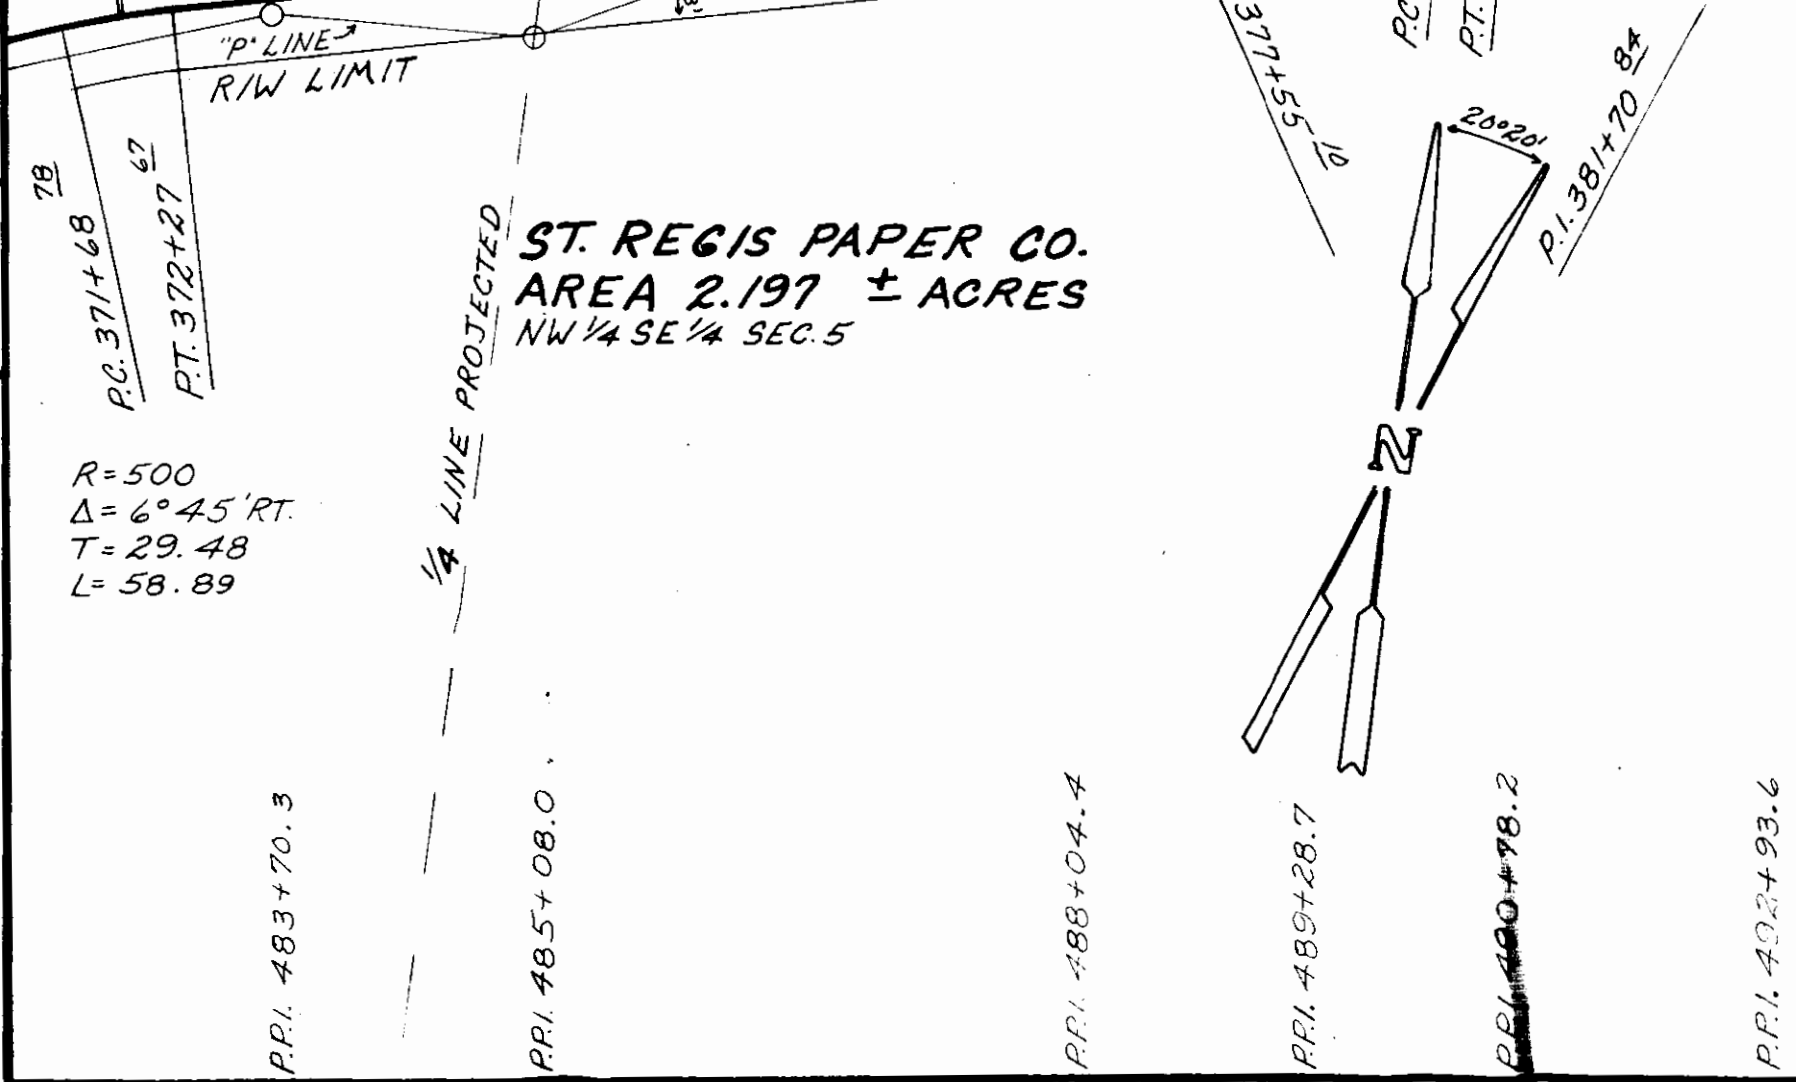 "P" LINE
R/W LIMIT
P.C. 371+68 78
P.T. 372+27 67
1/4 LINE PROJECTED
ST. REGIS PAPER CO.
AREA 2.197 ± ACRES
NW 1/4 SE 1/4 SEC. 5
R=500
Δ= 6°45' RT.
T= 29.48
L= 58.89
377+55 10
P.C
P.T.
20°20'
P.I. 381+70 84
N
P.P.I. 483+70.3
P.P.I. 485+08.0
P.P.I. 488+04.4
P.P.I. 489+28.7
P.P.I. 490+78.2
P.P.I. 492+93.6